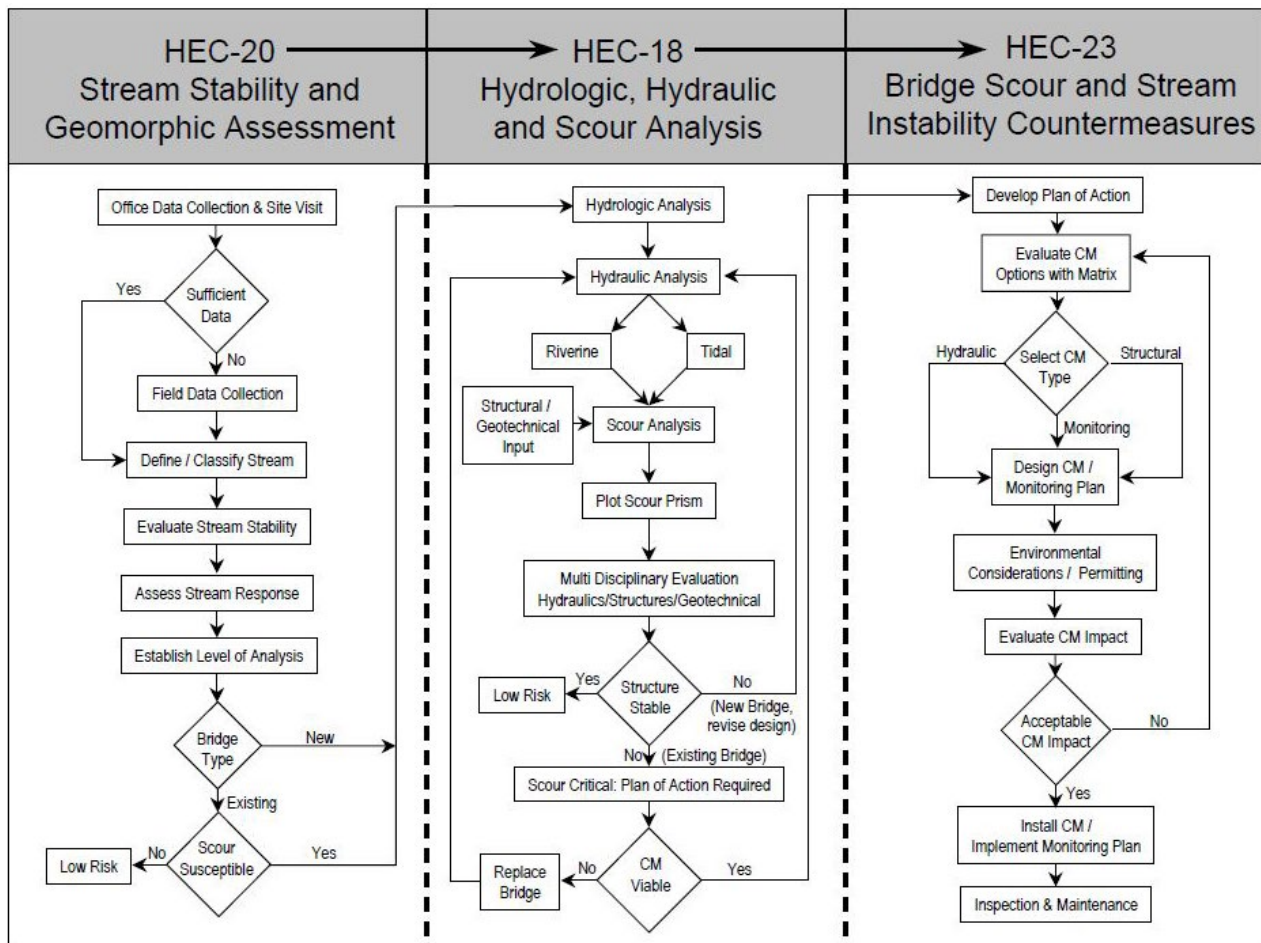 HEC-20
Stream Stability and
Geomorphic Assessment
HEC-18
Hydrologic, Hydraulic
and Scour Analysis
HEC-23
Bridge Scour and Stream
Instability Countermeasures
Office Data Collection & Site Visit
Yes
Sufficient
Data
No
Field Data Collection
Define / Classify Stream
Evaluate Stream Stability
Assess Stream Response
Establish Level of Analysis
Bridge
Type
New
Existing
Low Risk
No
Scour
Susceptible
Yes
Hydrologic Analysis
Hydraulic Analysis
Riverine
Tidal
Structural /
Geotechnical
Input
Scour Analysis
Plot Scour Prism
Multi Disciplinary Evaluation
Hydraulics/Structures/Geotechnical
Low Risk
Yes
Structure
Stable
No
(New Bridge,
revise design)
No (Existing Bridge)
Scour Critical: Plan of Action Required
Replace
Bridge
No
CM
Viable
Yes
Develop Plan of Action
Evaluate CM
Options with Matrix
Hydraulic
Select CM
Type
Structural
Monitoring
Design CM /
Monitoring Plan
Environmental
Considerations / Permitting
Evaluate CM Impact
Acceptable
CM Impact
No
Yes
Install CM /
Implement Monitoring Plan
Inspection & Maintenance